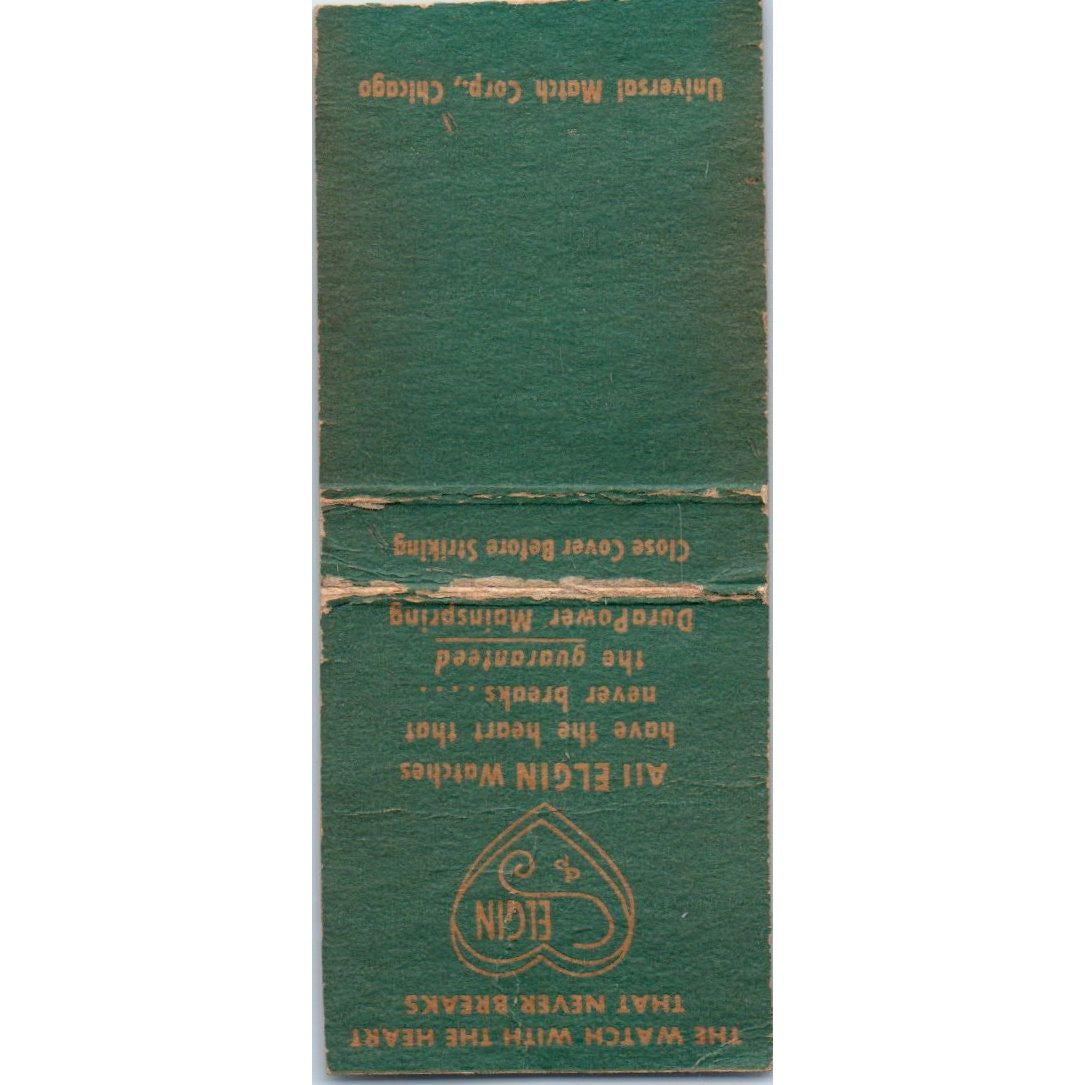 THE WATCH WITH THE HEART
THAT NEVER BREAKS
ELGIN
All ELGIN Watches
have the heart that
never breaks....
the guaranteed
DuraPower Mainspring
Close Cover Before Striking
Universal Match Corp., Chicago